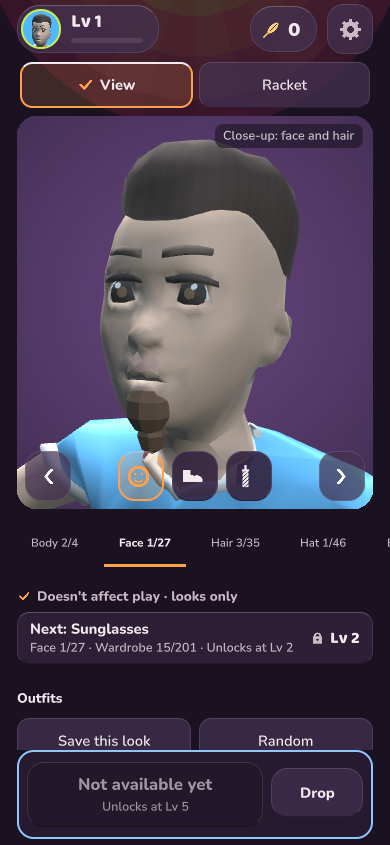 Lv 1
0
View
Racket
Close-up: face and hair
Body 2/4
Face 1/27
Hair 3/35
Hat 1/46
Doesn't affect play · looks only
Next: Sunglasses
Face 1/27 · Wardrobe 15/201 · Unlocks at Lv 2
Lv 2
Outfits
Save this look
Random
Not available yet
Unlocks at Lv 5
Drop